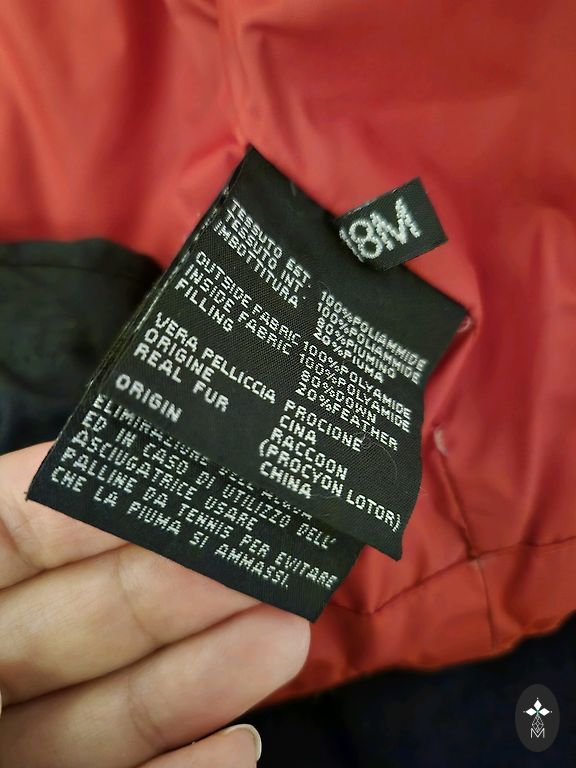 8M
TESSUTO EST 100%POLIAMMIDE
TESSUTO INT. 100%POLIAMMIDE
IMBOTTITURA 80%PIUMINO
20%PIUMA
OUTSIDE FABRIC 100%POLYAMIDE
INSIDE FABRIC 100%POLYAMIDE
FILLING 80%DOWN
20%FEATHER
VERA PELLICCIA PROCIONE
ORIGINE CINA
REAL FUR RACCOON
(PROCYON LOTOR)
ORIGIN CHINA
ED IN CASO DI UTILIZZO DELL'
ASCIUGATRICE USARE
PALLINE DA TENNIS PER EVITARE
CHE LA PIUMA SI AMMASSI.
M